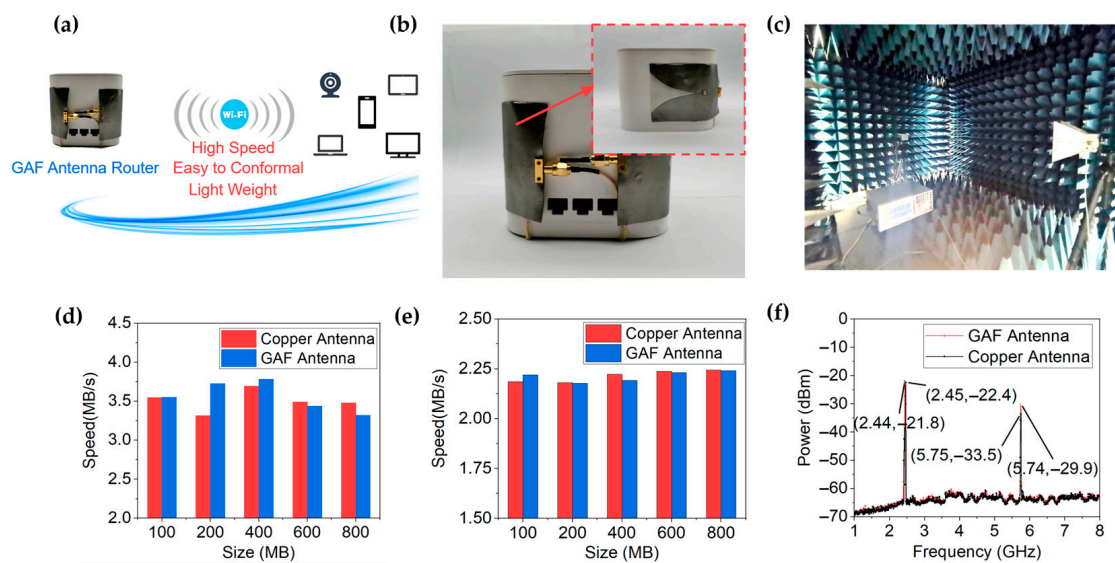 (a)
Wi-Fi
GAF Antenna Router
High Speed
Easy to Conformal
Light Weight
(b)
(c)
(d)
Speed(MB/s)
4.5
4.0
3.5
3.0
2.5
2.0
Copper Antenna
GAF Antenna
100
200
400
600
800
Size (MB)
(e)
Speed(MB/s)
2.50
2.25
2.00
1.75
1.50
Copper Antenna
GAF Antenna
100
200
400
600
800
Size (MB)
(f)
Power (dBm)
0
–10
–20
–30
–40
–50
–60
–70
GAF Antenna
Copper Antenna
(2.45, –22.4)
(2.44, –21.8)
(5.75, –33.5)
(5.74, –29.9)
1
2
3
4
5
6
7
8
Frequency (GHz)